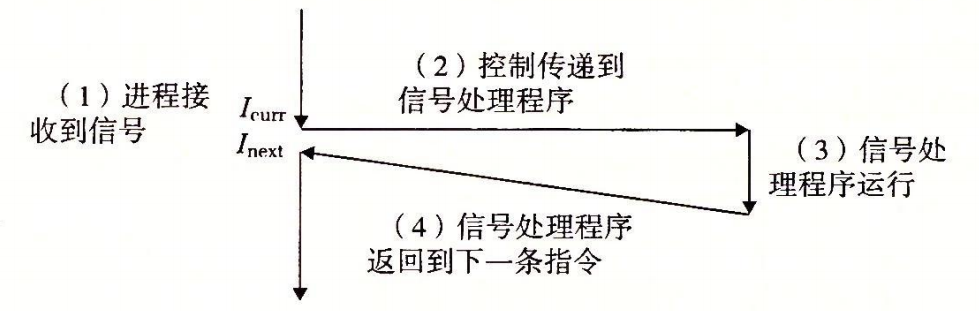 （1）进程接
收到信号
I curr
I next
（2）控制传递到
信号处理程序
（3）信号处
理程序运行
（4）信号处理程序
返回到下一条指令